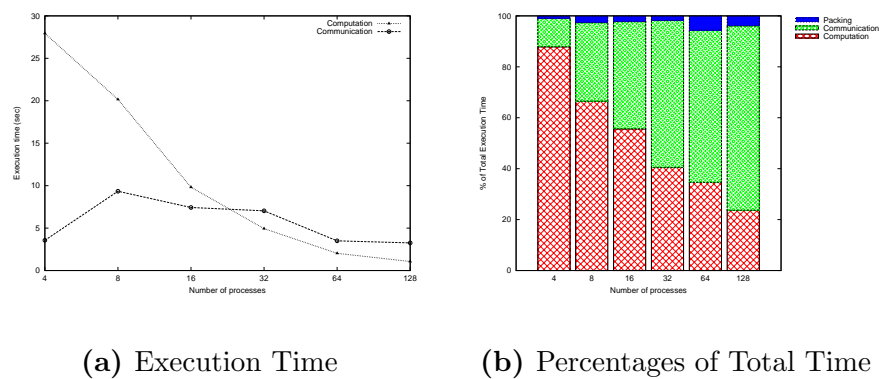 30
25
20
15
10
5
0
Execution time (sec)
Computation
Communication
4 8 16 32 64 128
Number of processes
100
80
60
40
20
0
% of Total Execution Time
4 8 16 32 64 128
Number of processes
Packing
Communication
Computation
(a) Execution Time
(b) Percentages of Total Time